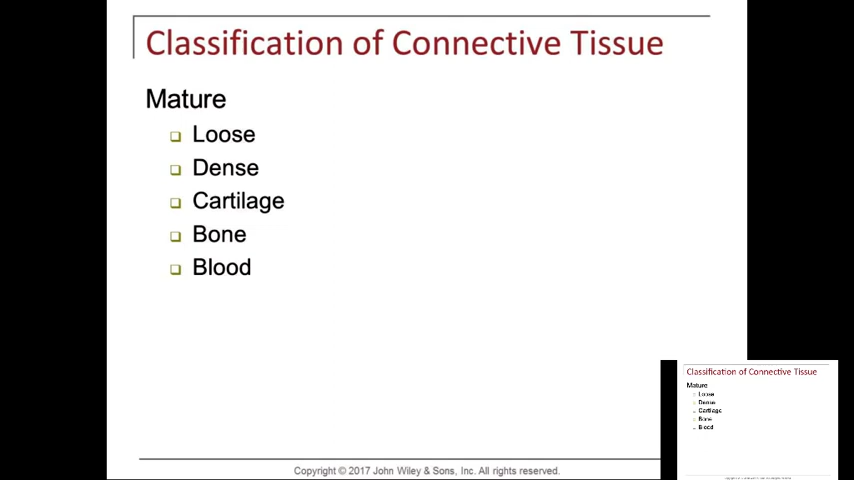 Classification of Connective Tissue
Mature
Loose
Dense
Cartilage
Bone
Blood
Copyright © 2017 John Wiley & Sons, Inc. All rights reserved.
Classification of Connective Tissue
Mature
Loose
Dense
Cartilage
Bone
Blood